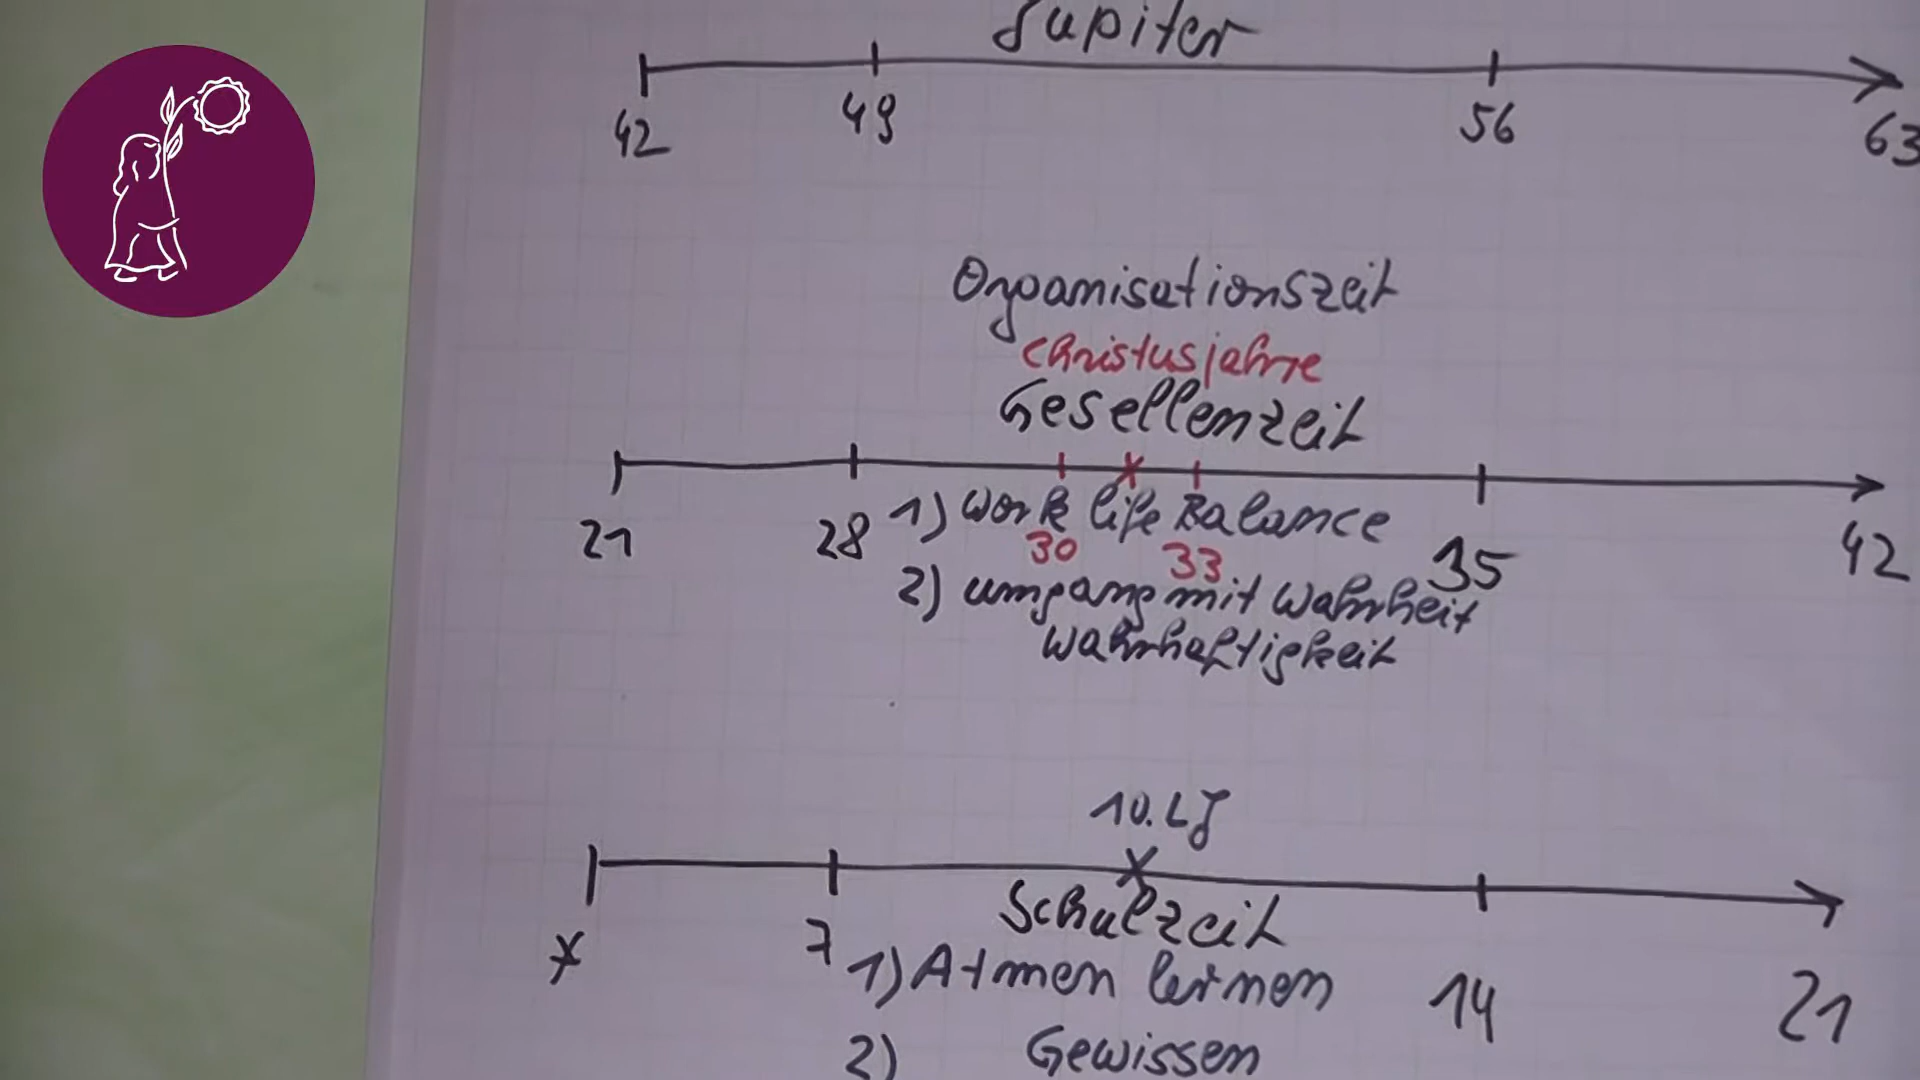 Jupiter
42 49 56 63
Organisationszeit
Christusjahre
Gesellenzeit
21 28 1) Work life Balance 35 42
30 33
2) Umgang mit Wahrheit
Wahrhaftigkeit
10. LJ
Schulzeit
* 7 14 21
1) Atmen lernen
2) Gewissen